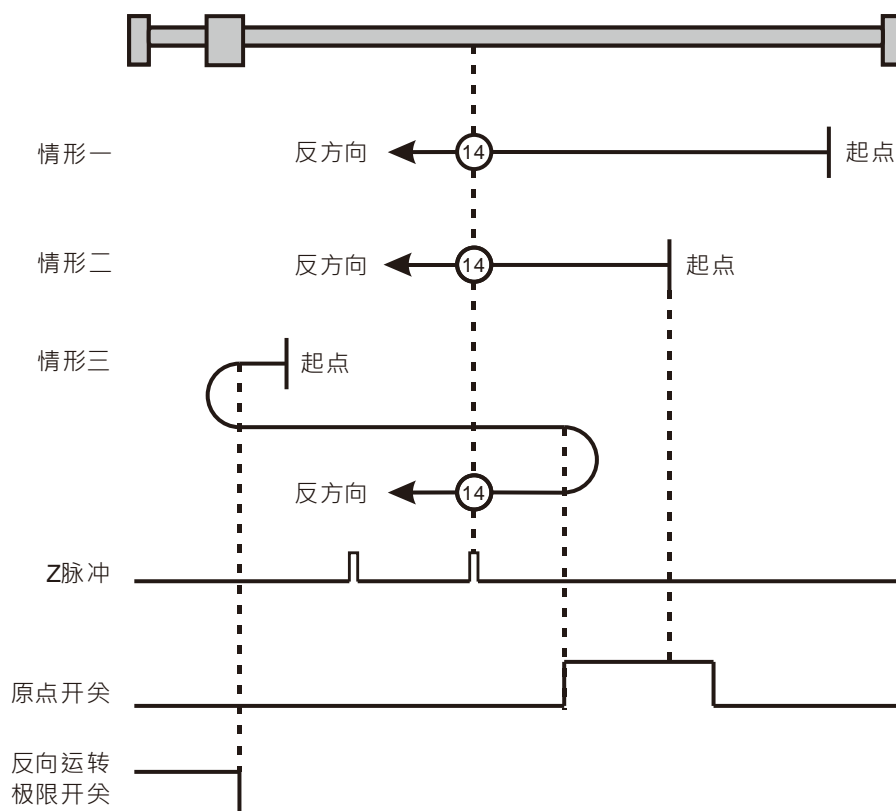 情形一
反方向
14
起点
情形二
反方向
14
起点
情形三
起点
反方向
14
Z脉冲
原点开关
反向运转
极限开关